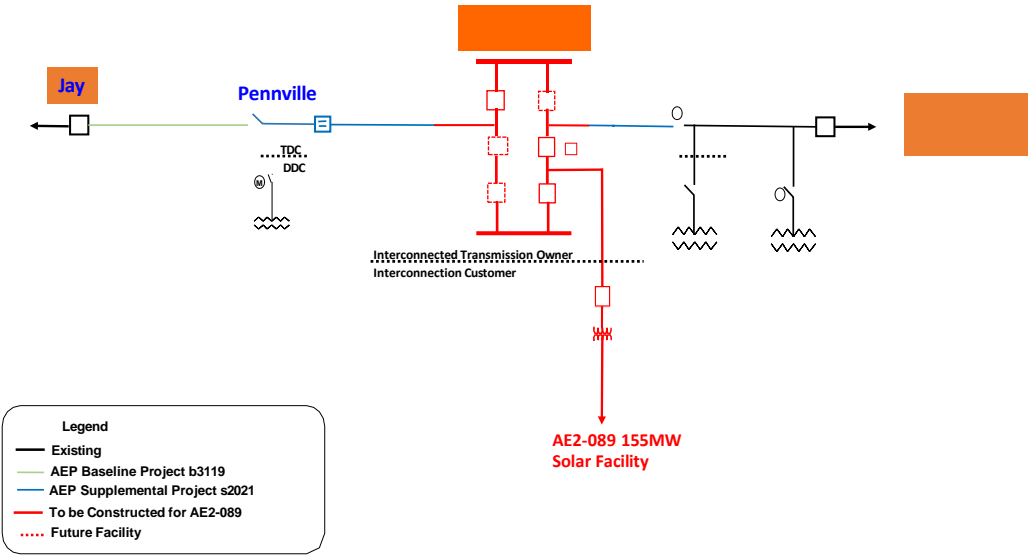 Jay
Pennville
TDC
DDC
M
Interconnected Transmission Owner
Interconnection Customer
AE2-089 155MW
Solar Facility
Legend
Existing
AEP Baseline Project b3119
AEP Supplemental Project s2021
To be Constructed for AE2-089
Future Facility